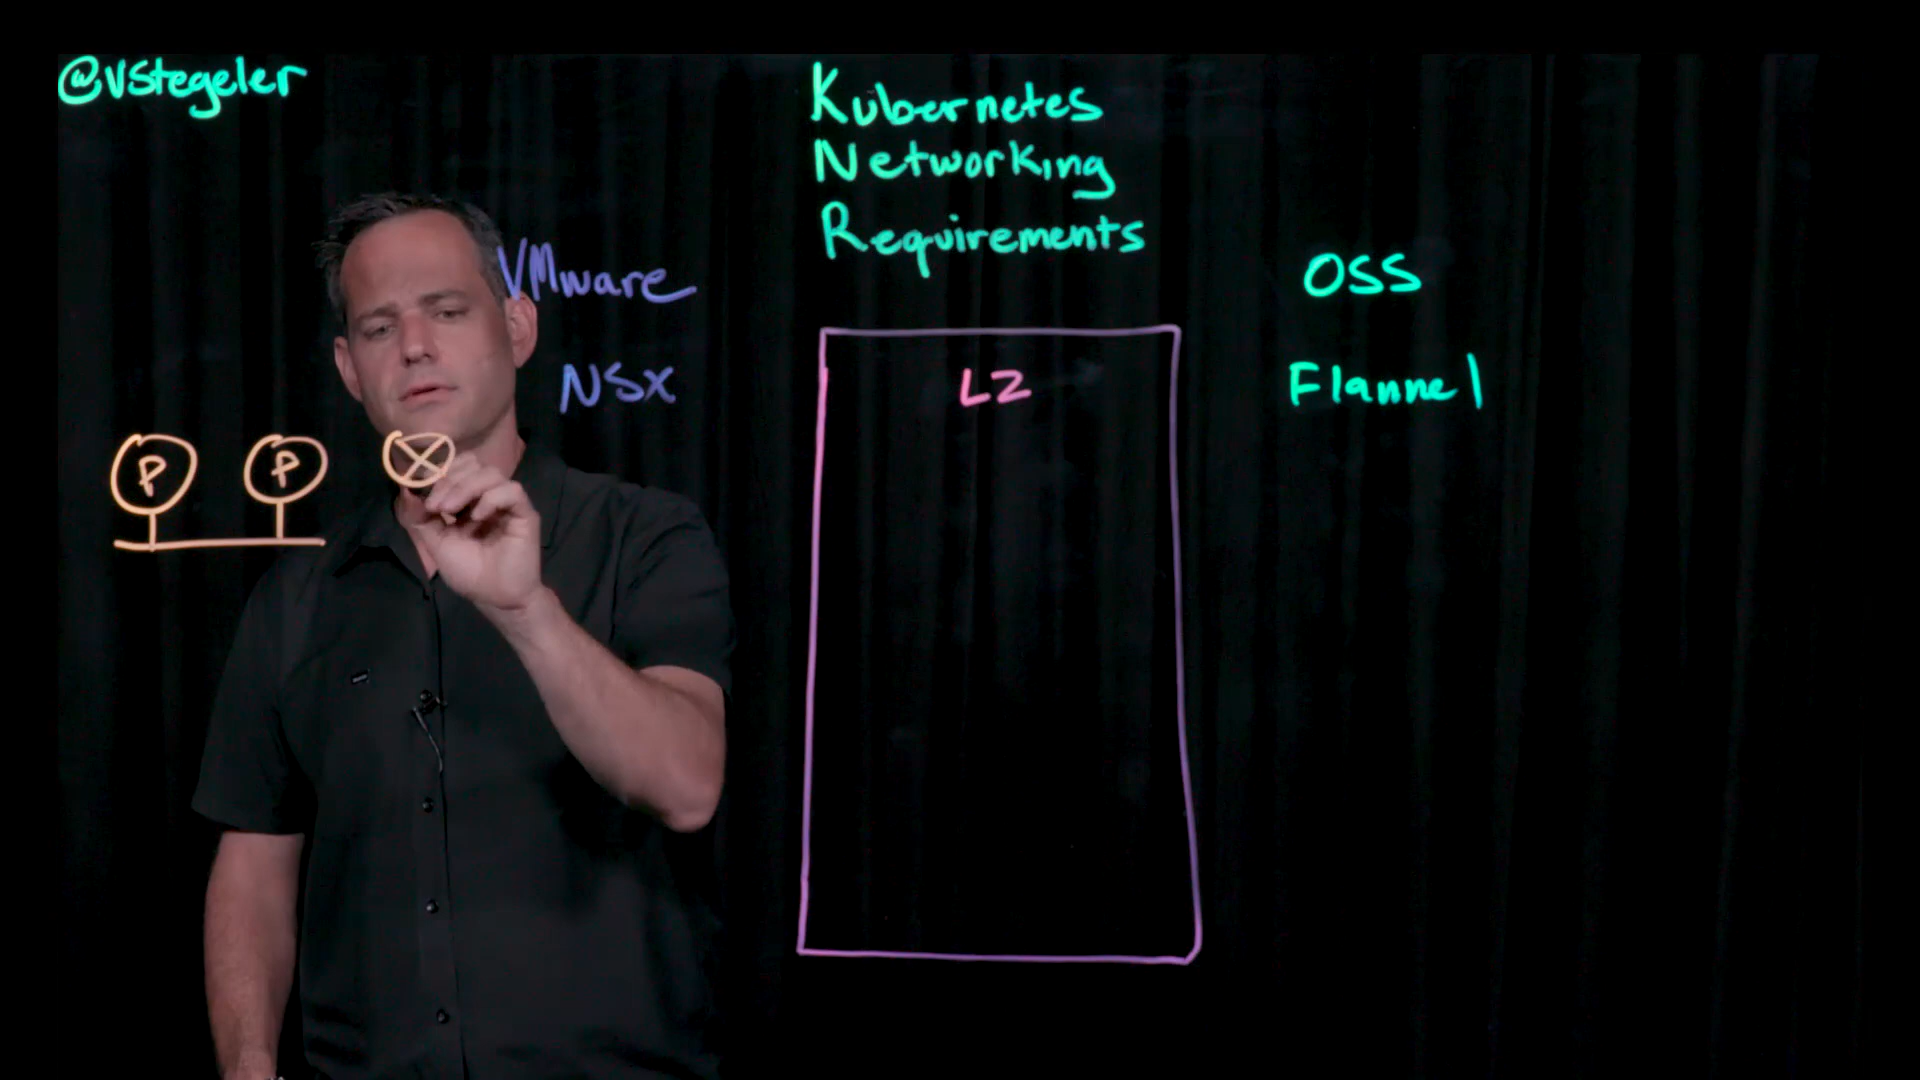 @vstegeler
Kubernetes
Networking
Requirements
VMware
OSS
NSX
L2
Flannel
P
P